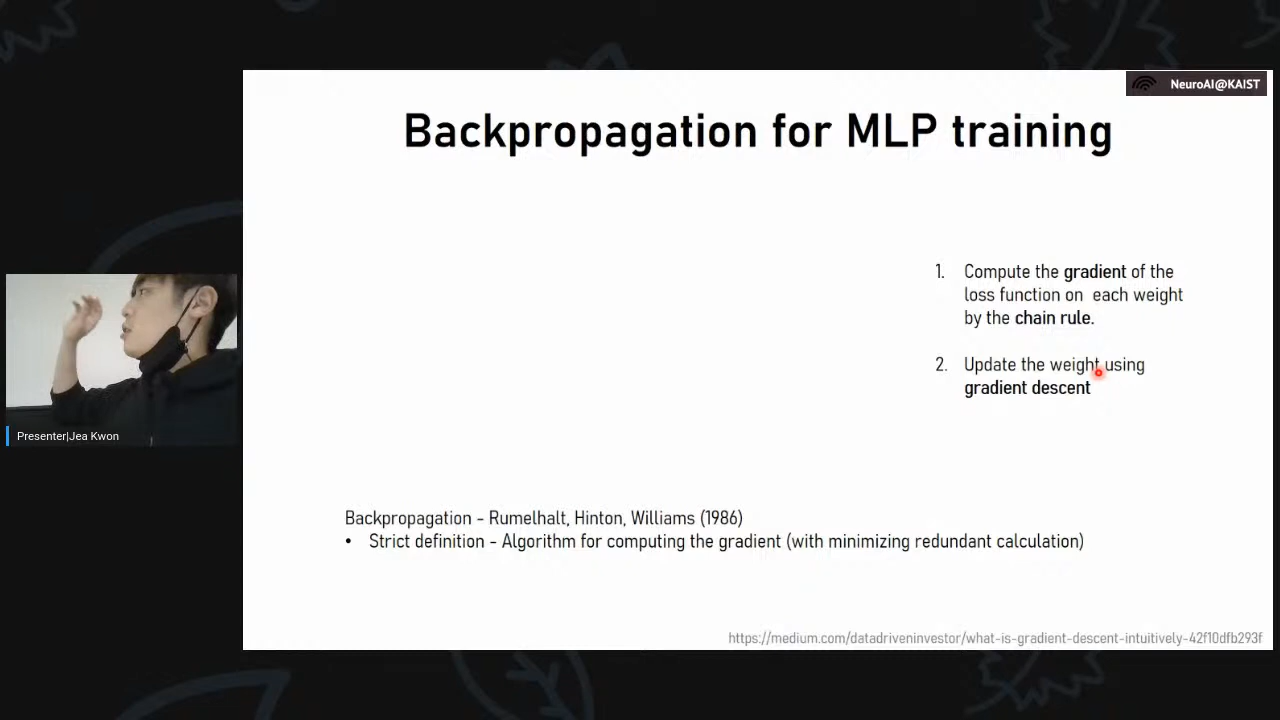 NeuroAI@KAIST
Backpropagation for MLP training
1. Compute the gradient of the
loss function on each weight
by the chain rule.
2. Update the weight using
gradient descent
Presenter|Jea Kwon
Backpropagation - Rumelhalt, Hinton, Williams (1986)
• Strict definition - Algorithm for computing the gradient (with minimizing redundant calculation)
https://medium.com/datadriveninvestor/what-is-gradient-descent-intuitively-42f10dfb293f